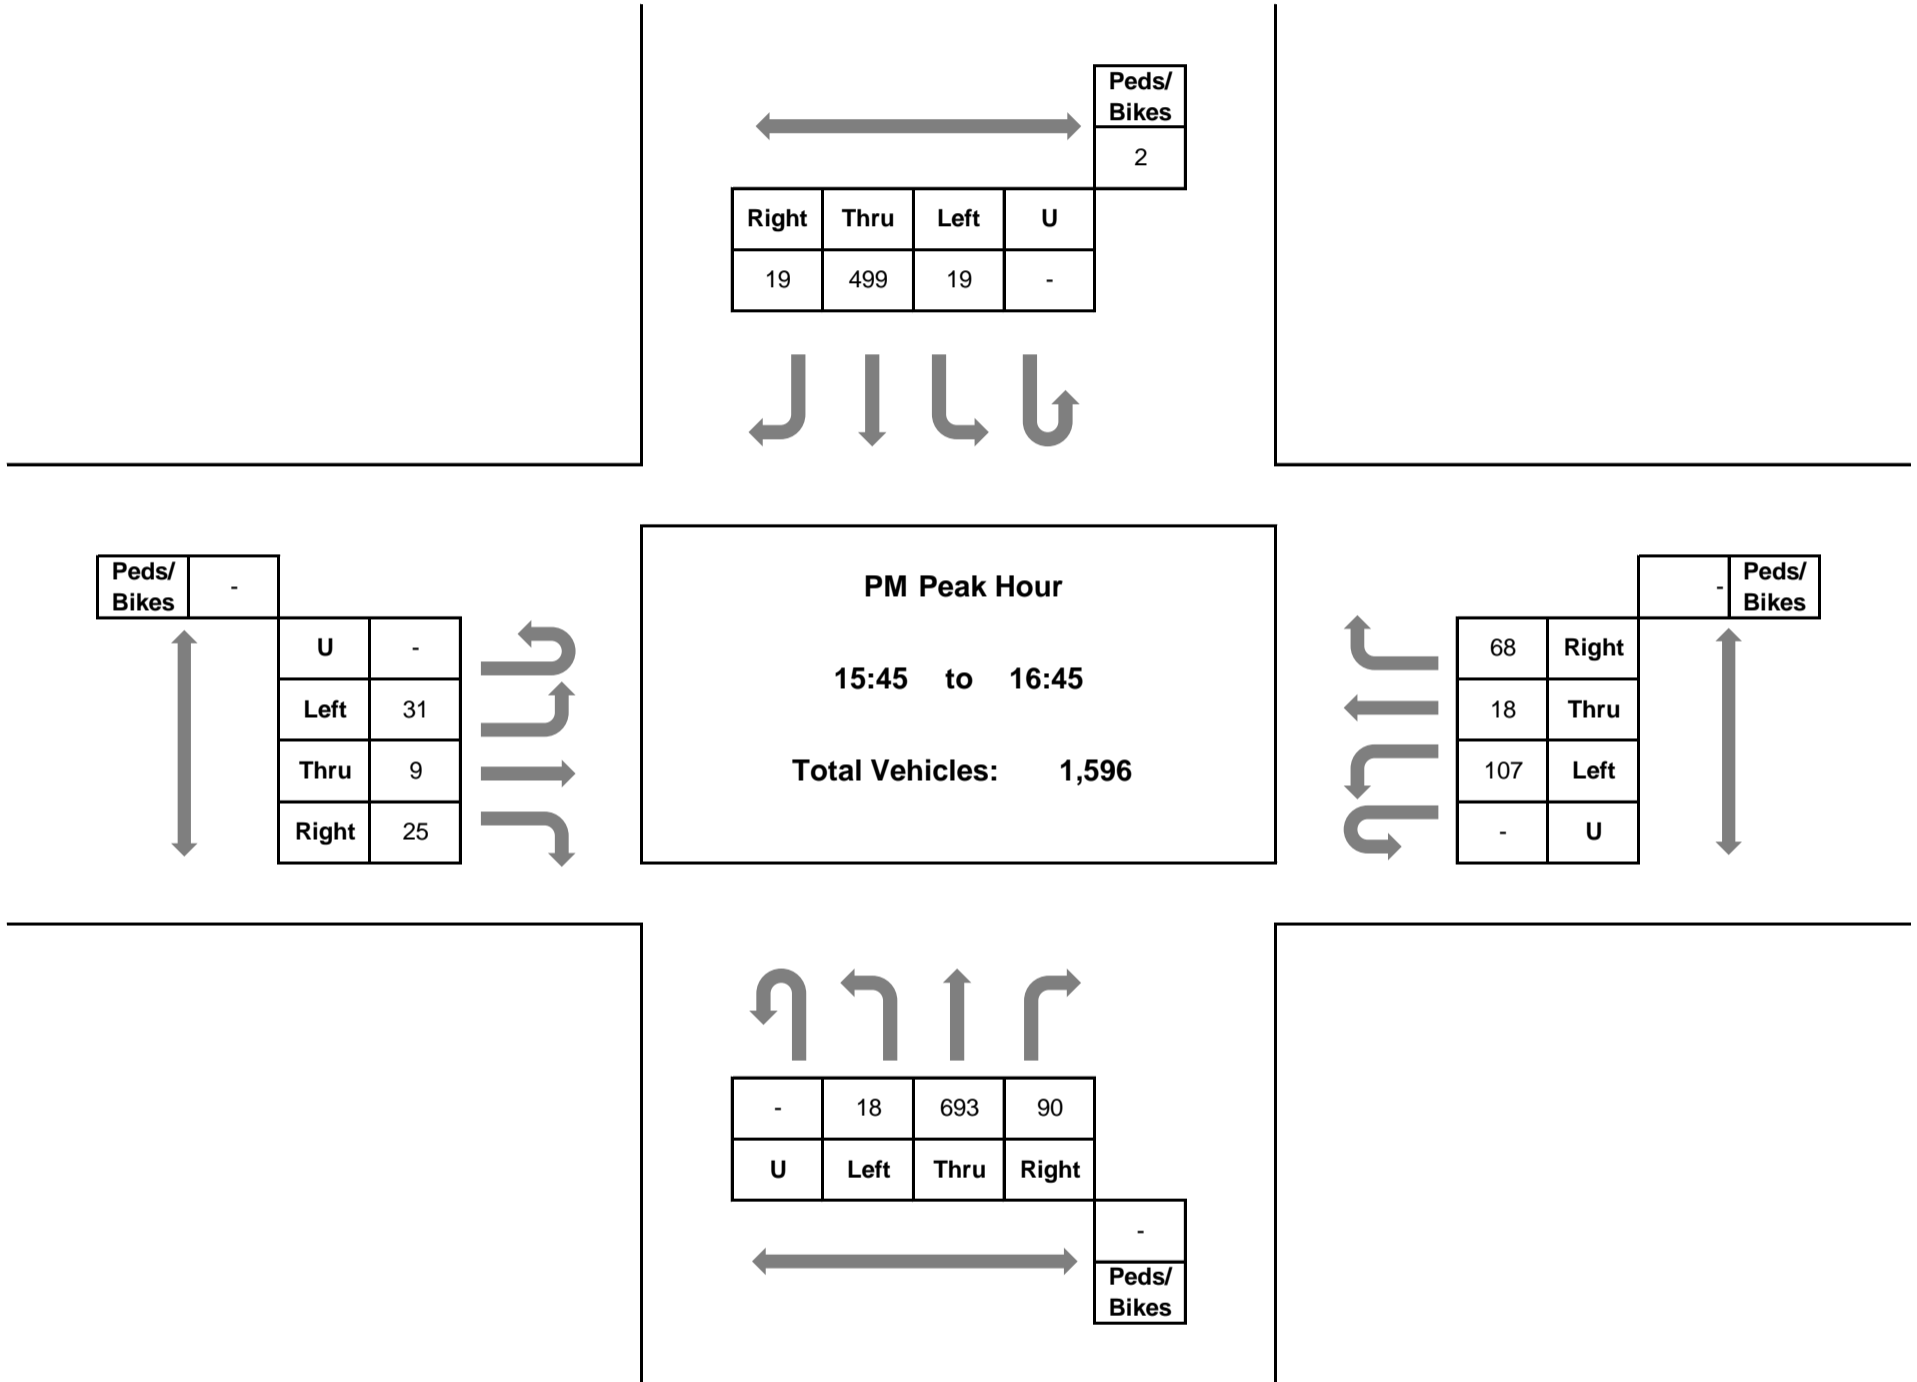 Peds/
Bikes
2
Right Thru Left U
19 499 19 -
Peds/
Bikes
-
U -
Left 31
Thru 9
Right 25
PM Peak Hour
15:45 to 16:45
Total Vehicles: 1,596
-
Peds/
Bikes
68 Right
18 Thru
107 Left
- U
- 18 693 90
U Left Thru Right
-
Peds/
Bikes